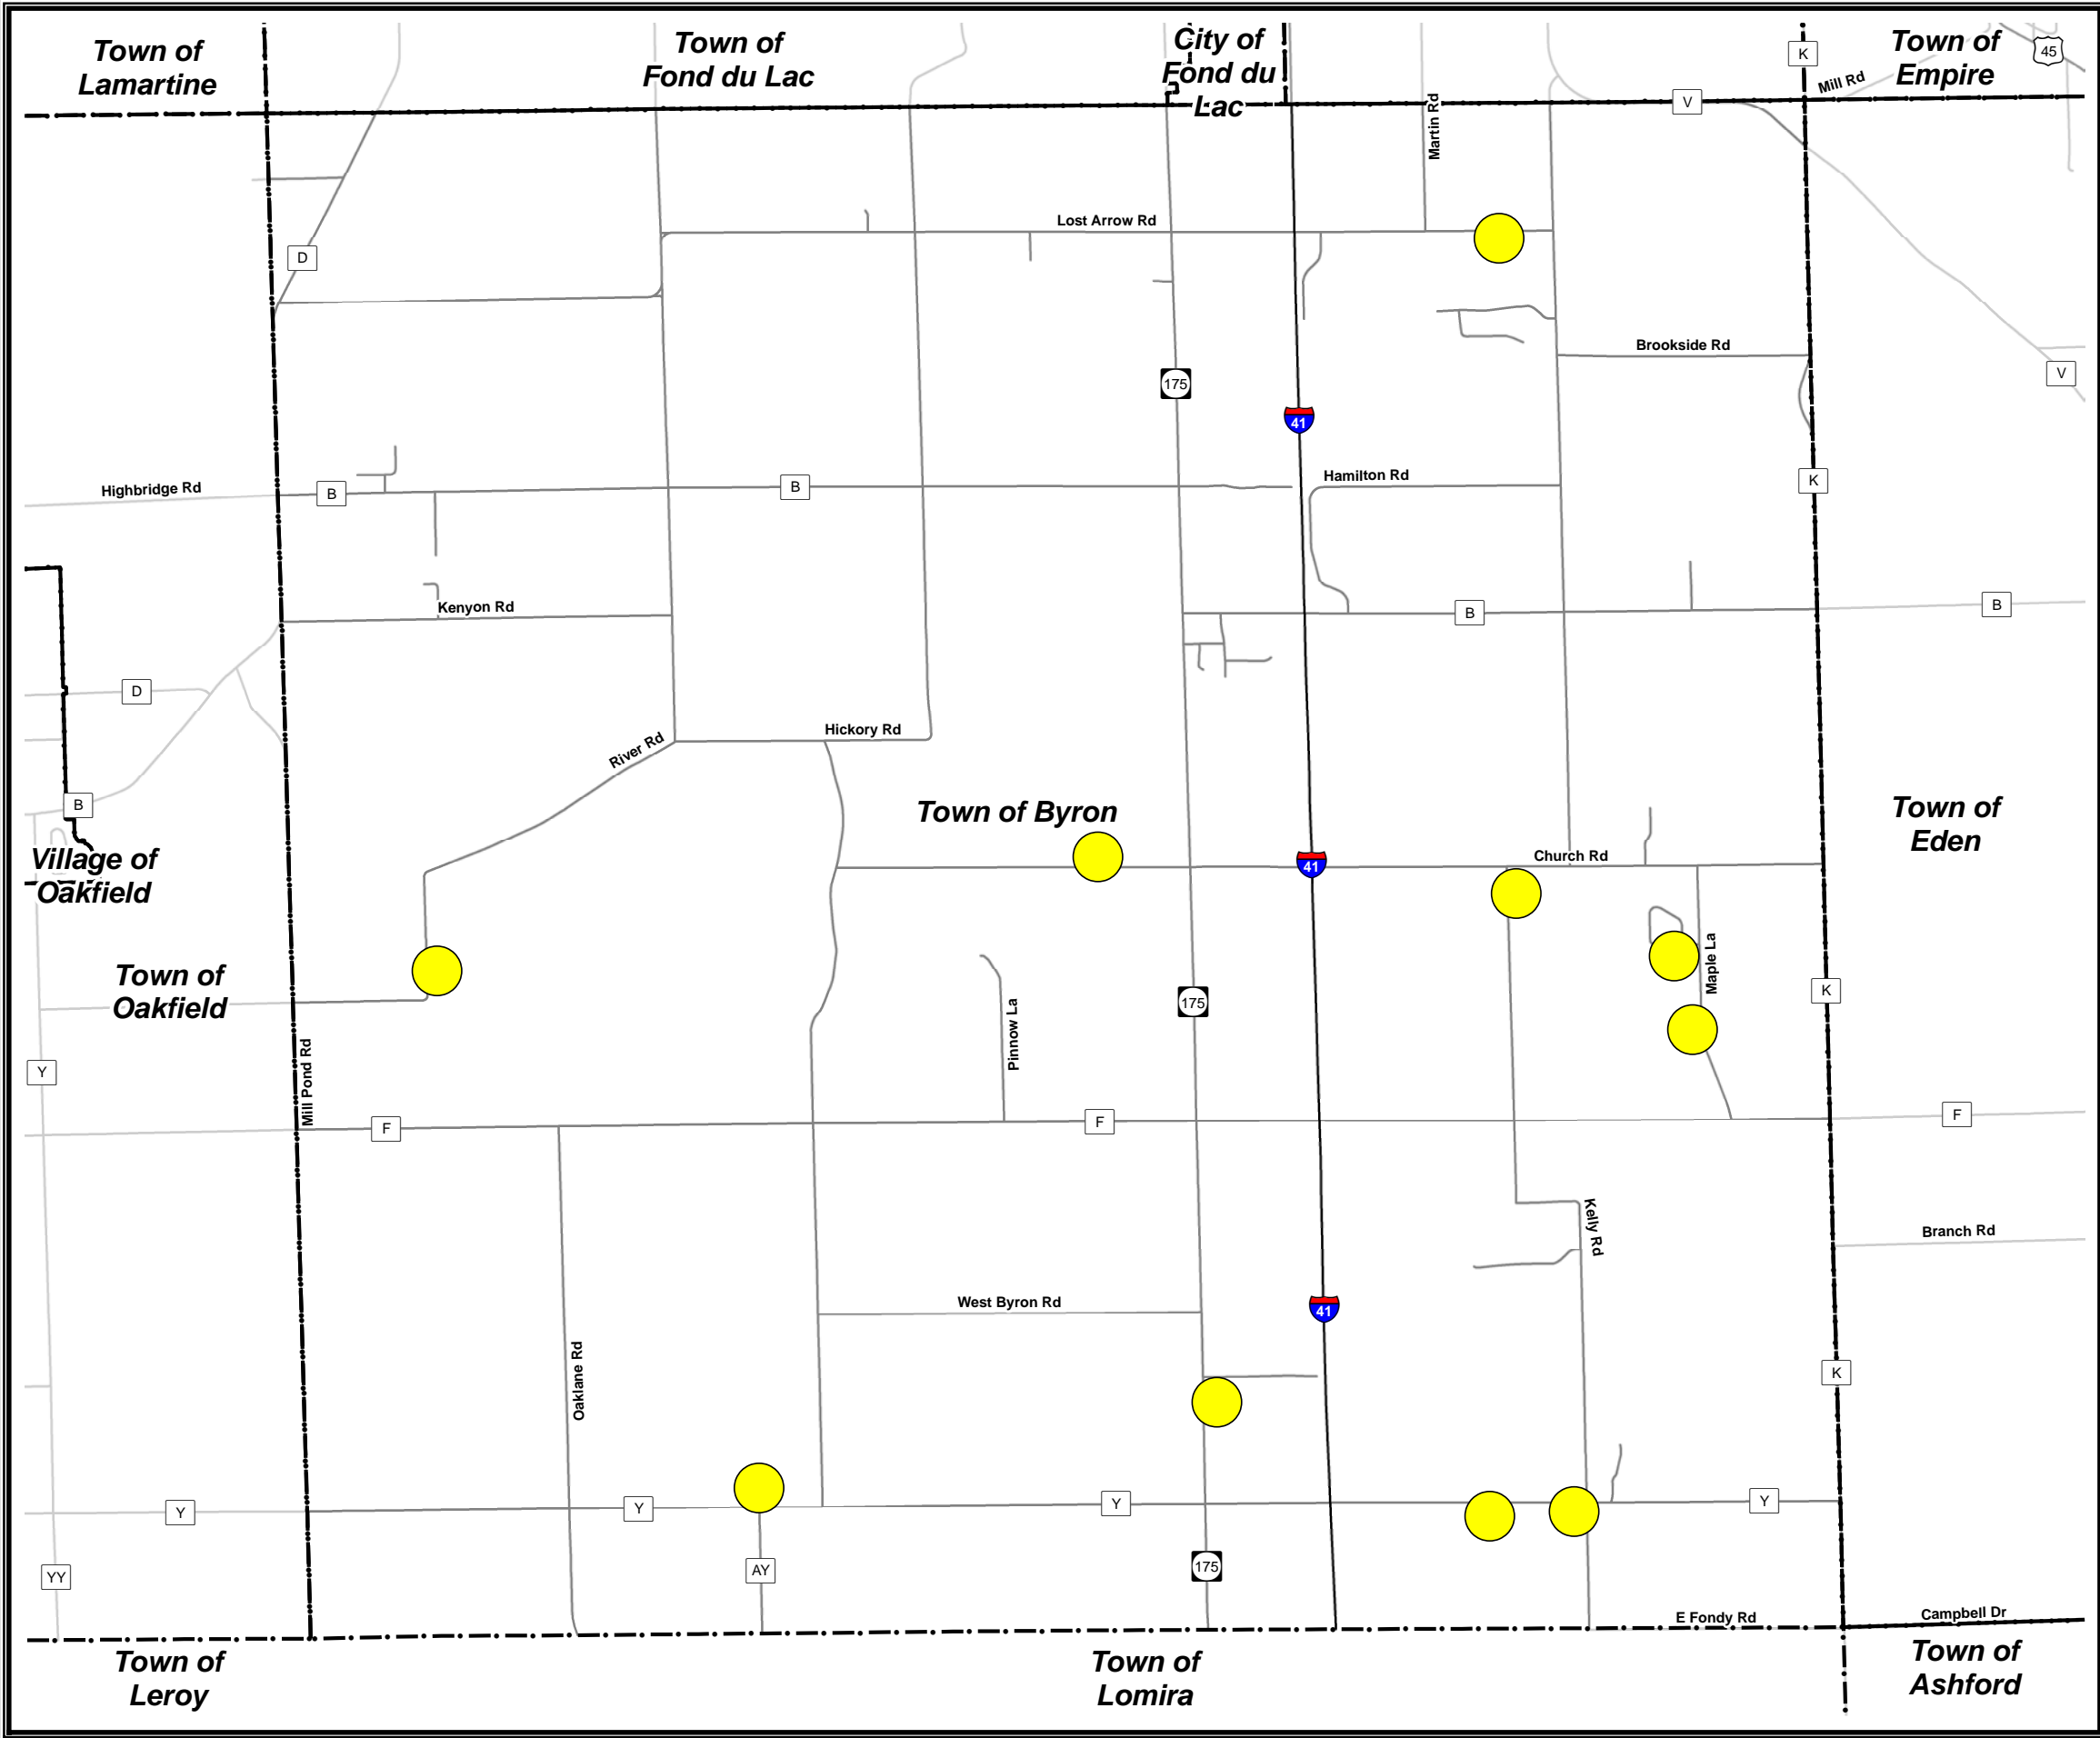 Town of
Lamartine
Town of
Fond du Lac
City of
Fond du
Lac
Town of
Empire
45
K
Mill Rd
V
Martin Rd
Lost Arrow Rd
D
Brookside Rd
V
175
41
Highbridge Rd
B
B
Hamilton Rd
K
Kenyon Rd
B
B
D
Hickory Rd
River Rd
B
Town of Byron
Town of
Eden
Village of
Oakfield
41
Church Rd
Maple La
Town of
Oakfield
175
K
Pinnow La
Y
Mill Pond Rd
F
F
F
Kelly Rd
Branch Rd
West Byron Rd
41
Oaklane Rd
K
Y
Y
Y
Y
YY
AY
175
E Fondy Rd
Campbell Dr
Town of
Leroy
Town of
Lomira
Town of
Ashford